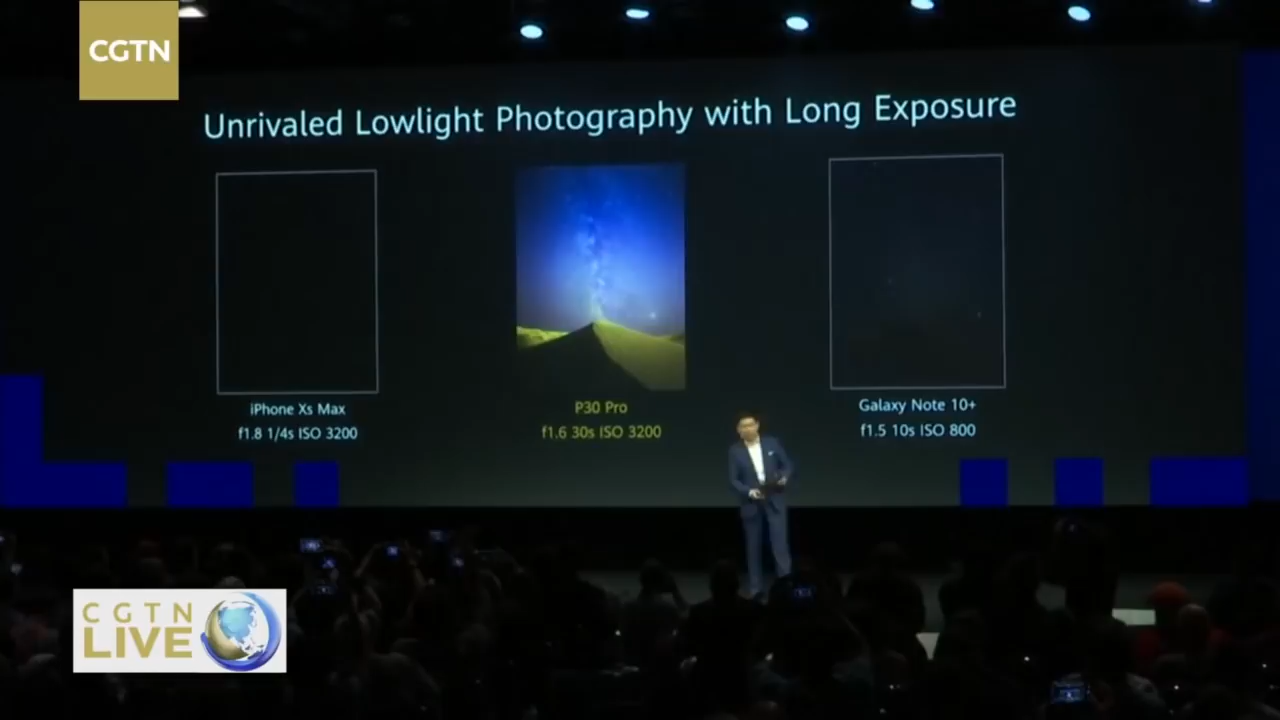 CGTN
Unrivaled Lowlight Photography with Long Exposure
iPhone Xs Max
f1.8 1/4s ISO 3200
P30 Pro
f1.6 30s ISO 3200
Galaxy Note 10+
f1.5 10s ISO 800
CGTN
LIVE